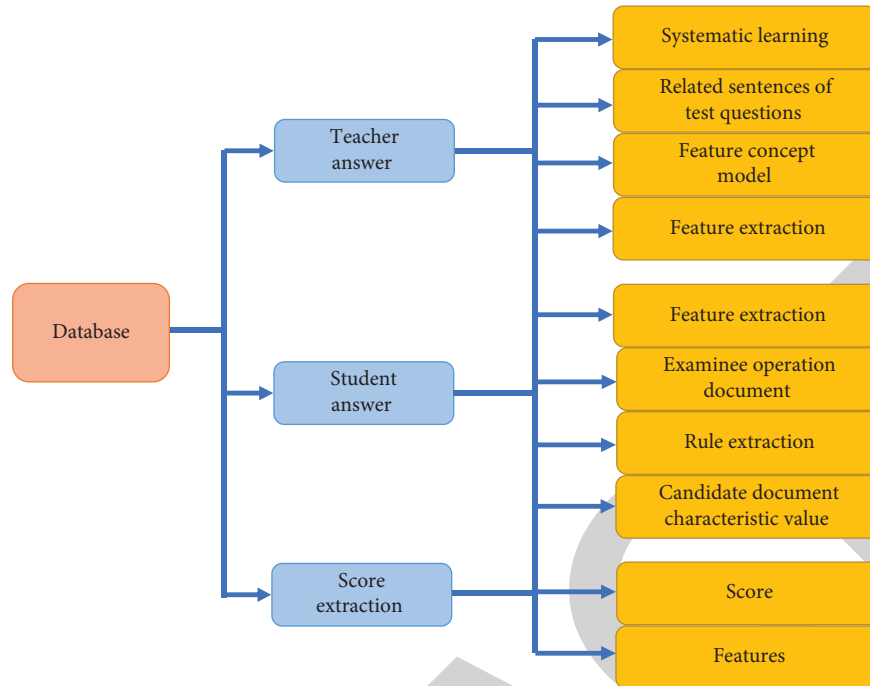 Database
Teacher
answer
Student
answer
Score
extraction
Systematic learning
Related sentences of
test questions
Feature concept
model
Feature extraction
Feature extraction
Examinee operation
document
Rule extraction
Candidate document
characteristic value
Score
Features